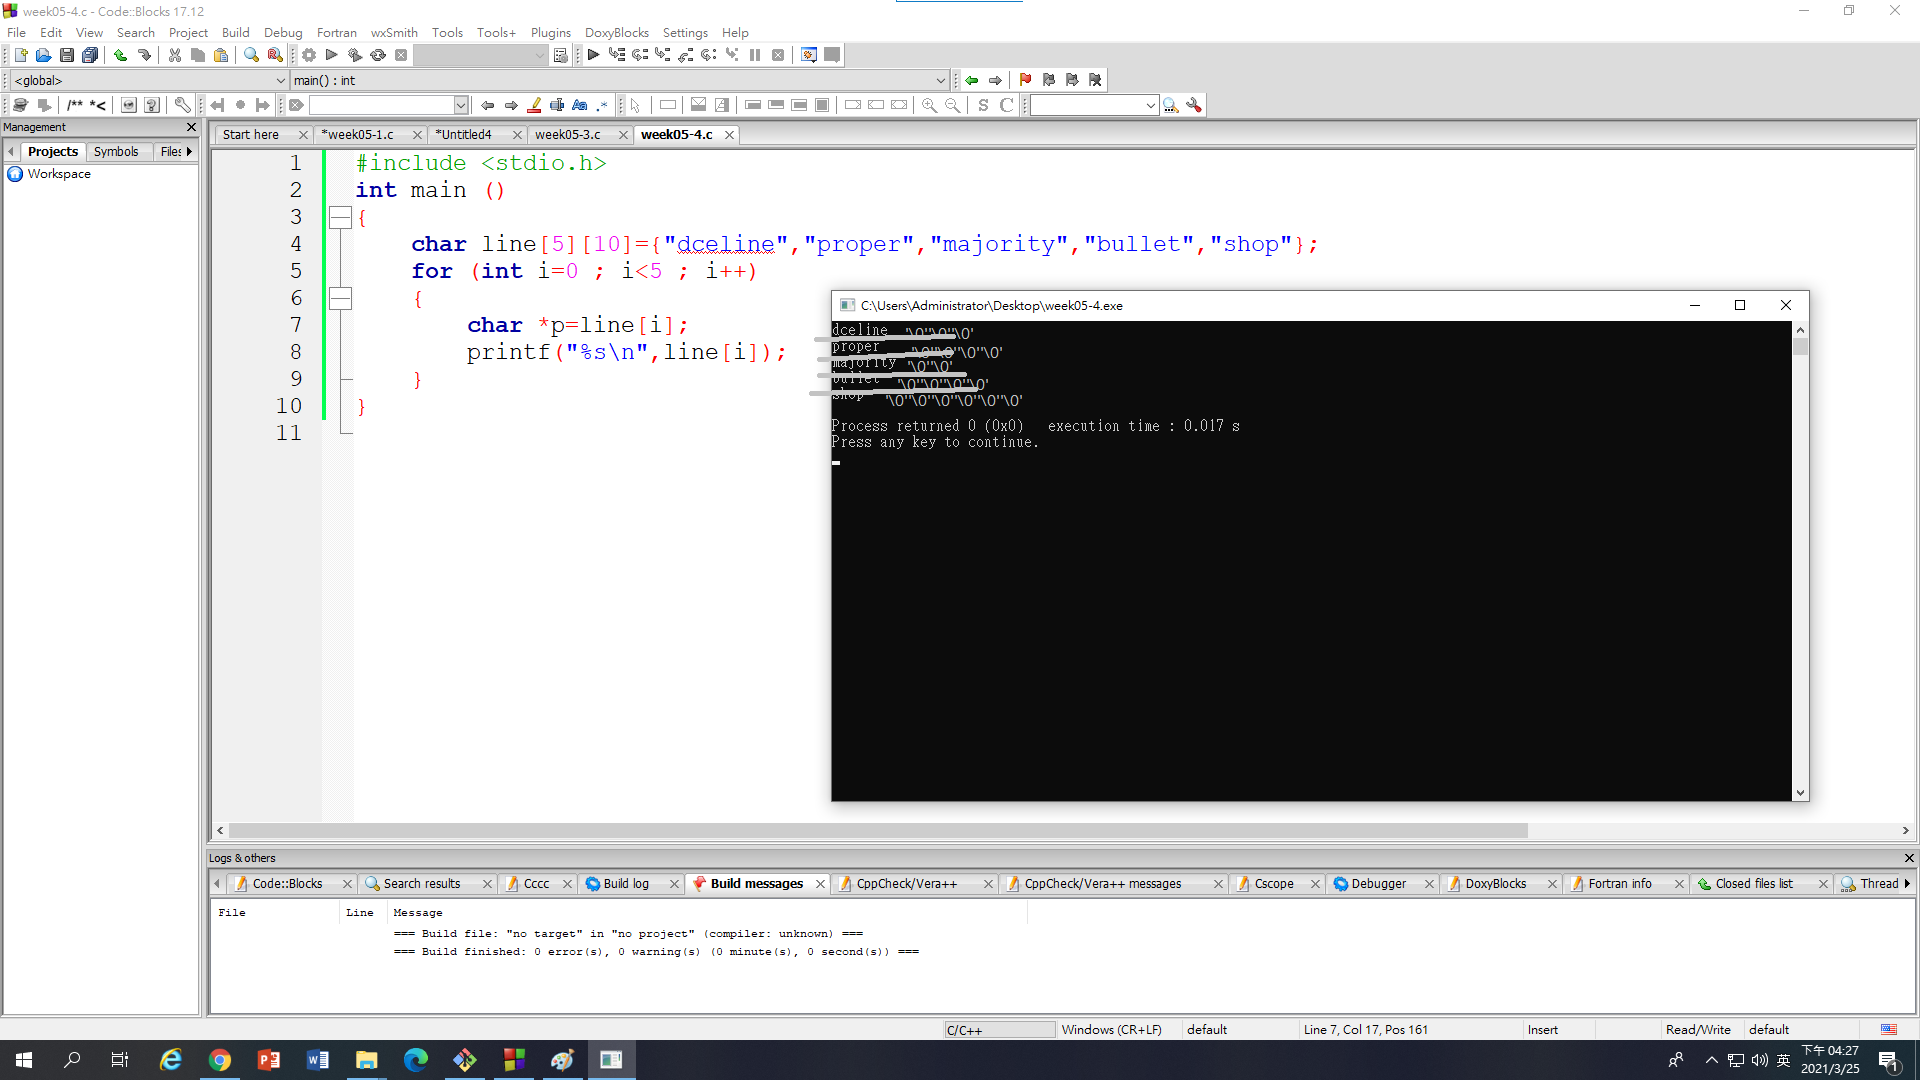 week05-4.c - Code::Blocks 17.12
File Edit View Search Project Build Debug Fortran wxSmith Tools Tools+ Plugins DoxyBlocks Settings Help
<global> main() : int
/** *< Aa .* S C
Management
Start here *week05-1.c *Untitled4 week05-3.c week05-4.c
Projects Symbols Files
Workspace
1 #include <stdio.h>
2 int main ()
3 {
4 char line[5][10]={"dceline","proper","majority","bullet","shop"};
5 for (int i=0 ; i<5 ; i++)
6 {
7 char *p=line[i];
8 printf("%s\n",line[i]);
9 }
10 }
11
C:\Users\Administrator\Desktop\week05-4.exe
dceline '\0''\0''\0'
proper '\0''\0''\0''\0'
majority '\0''\0'
bullet '\0''\0''\0''\0'
shop '\0''\0''\0''\0''\0''\0'
Process returned 0 (0x0) execution time : 0.017 s
Press any key to continue.
Logs & others
Code::Blocks Search results Cccc Build log Build messages CppCheck/Vera++ CppCheck/Vera++ messages Cscope Debugger DoxyBlocks Fortran info Closed files list Thread
File Line Message
=== Build file: "no target" in "no project" (compiler: unknown) ===
=== Build finished: 0 error(s), 0 warning(s) (0 minute(s), 0 second(s)) ===
C/C++ Windows (CR+LF) default Line 7, Col 17, Pos 161 Insert Read/Write default
英 下午 04:27
2021/3/25
1